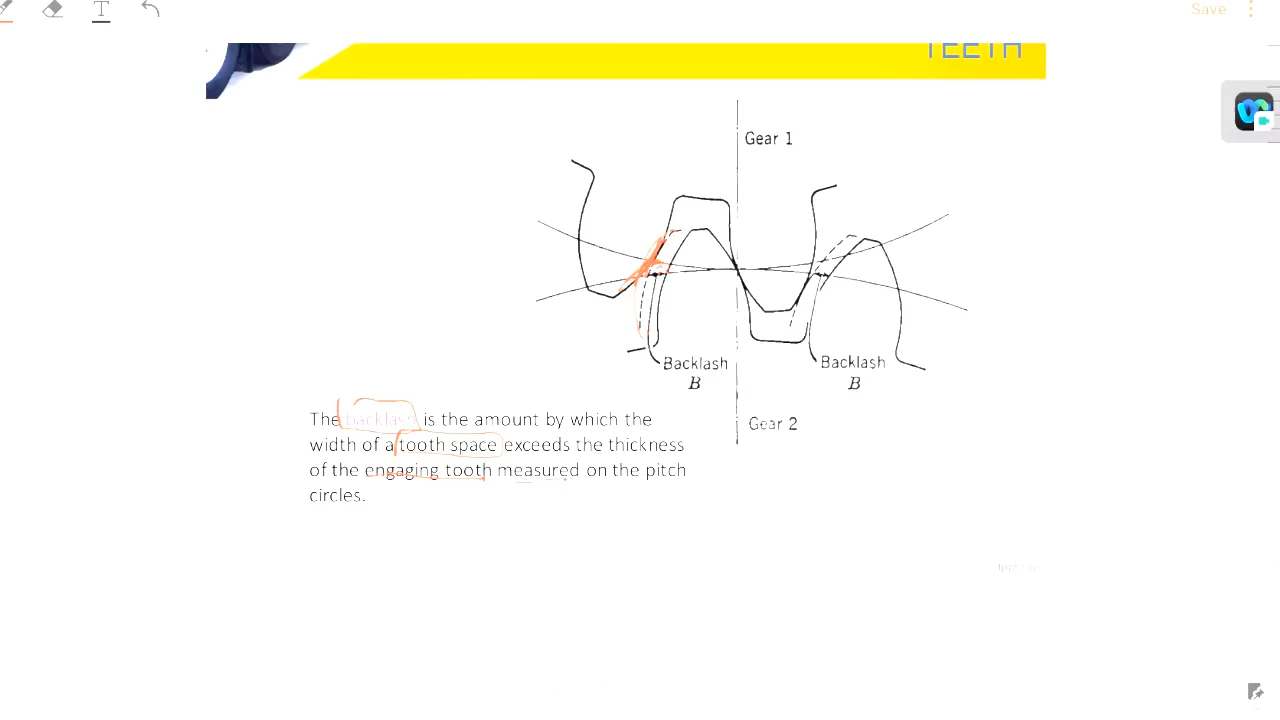 T
Save
TEETH
Gear 1
Backlash
B
Backlash
B
Gear 2
The backlash is the amount by which the
width of a tooth space exceeds the thickness
of the engaging tooth measured on the pitch
circles.